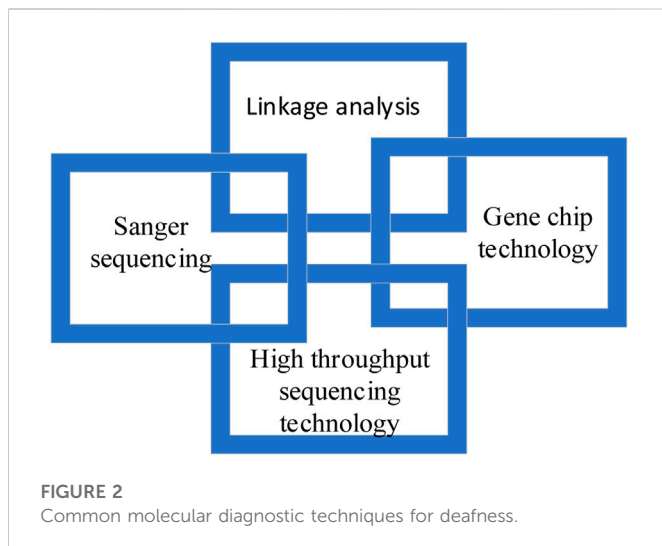 Linkage analysis
Sanger
sequencing
Gene chip
technology
High throughput
sequencing
technology
FIGURE 2
Common molecular diagnostic techniques for deafness.